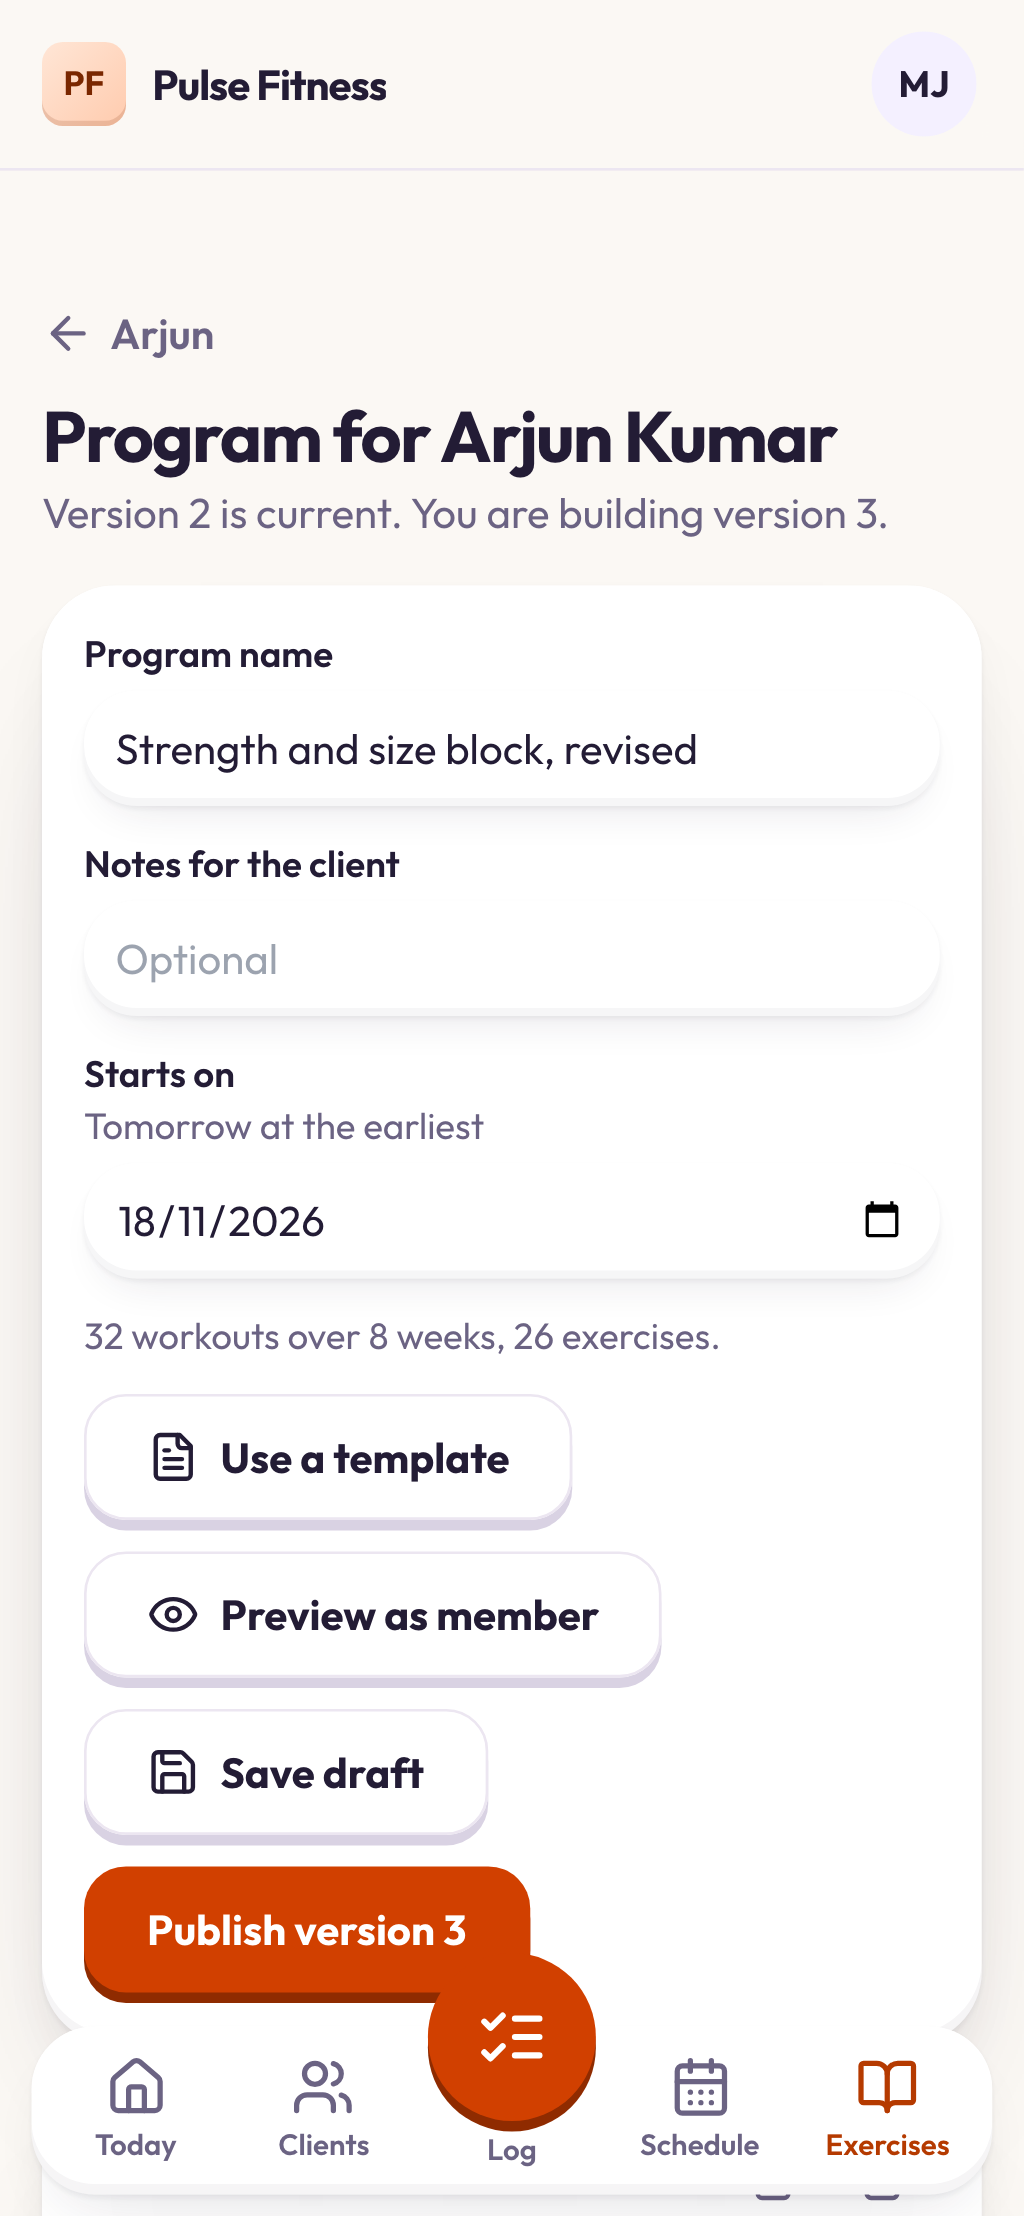 PF
Pulse Fitness
MJ
Arjun
Program for Arjun Kumar
Version 2 is current. You are building version 3.
Program name
Strength and size block, revised
Notes for the client
Optional
Starts on
Tomorrow at the earliest
18/11/2026
32 workouts over 8 weeks, 26 exercises.
Use a template
Preview as member
Save draft
Publish version 3
Today
Clients
Log
Schedule
Exercises